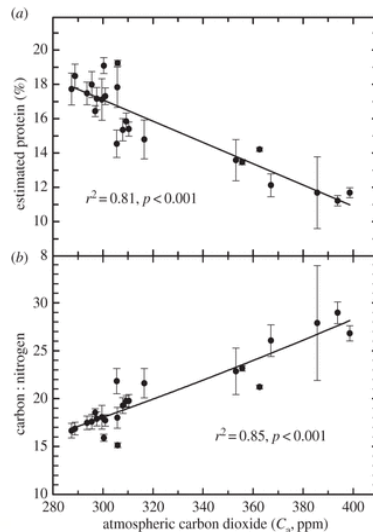 (a)
20
18
16
14
12
10
8
estimated protein (%)
r² = 0.81, p < 0.001
(b)
30
25
20
15
10
carbon : nitrogen
r² = 0.85, p < 0.001
280 300 320 340 360 380 400
atmospheric carbon dioxide (Ca, ppm)